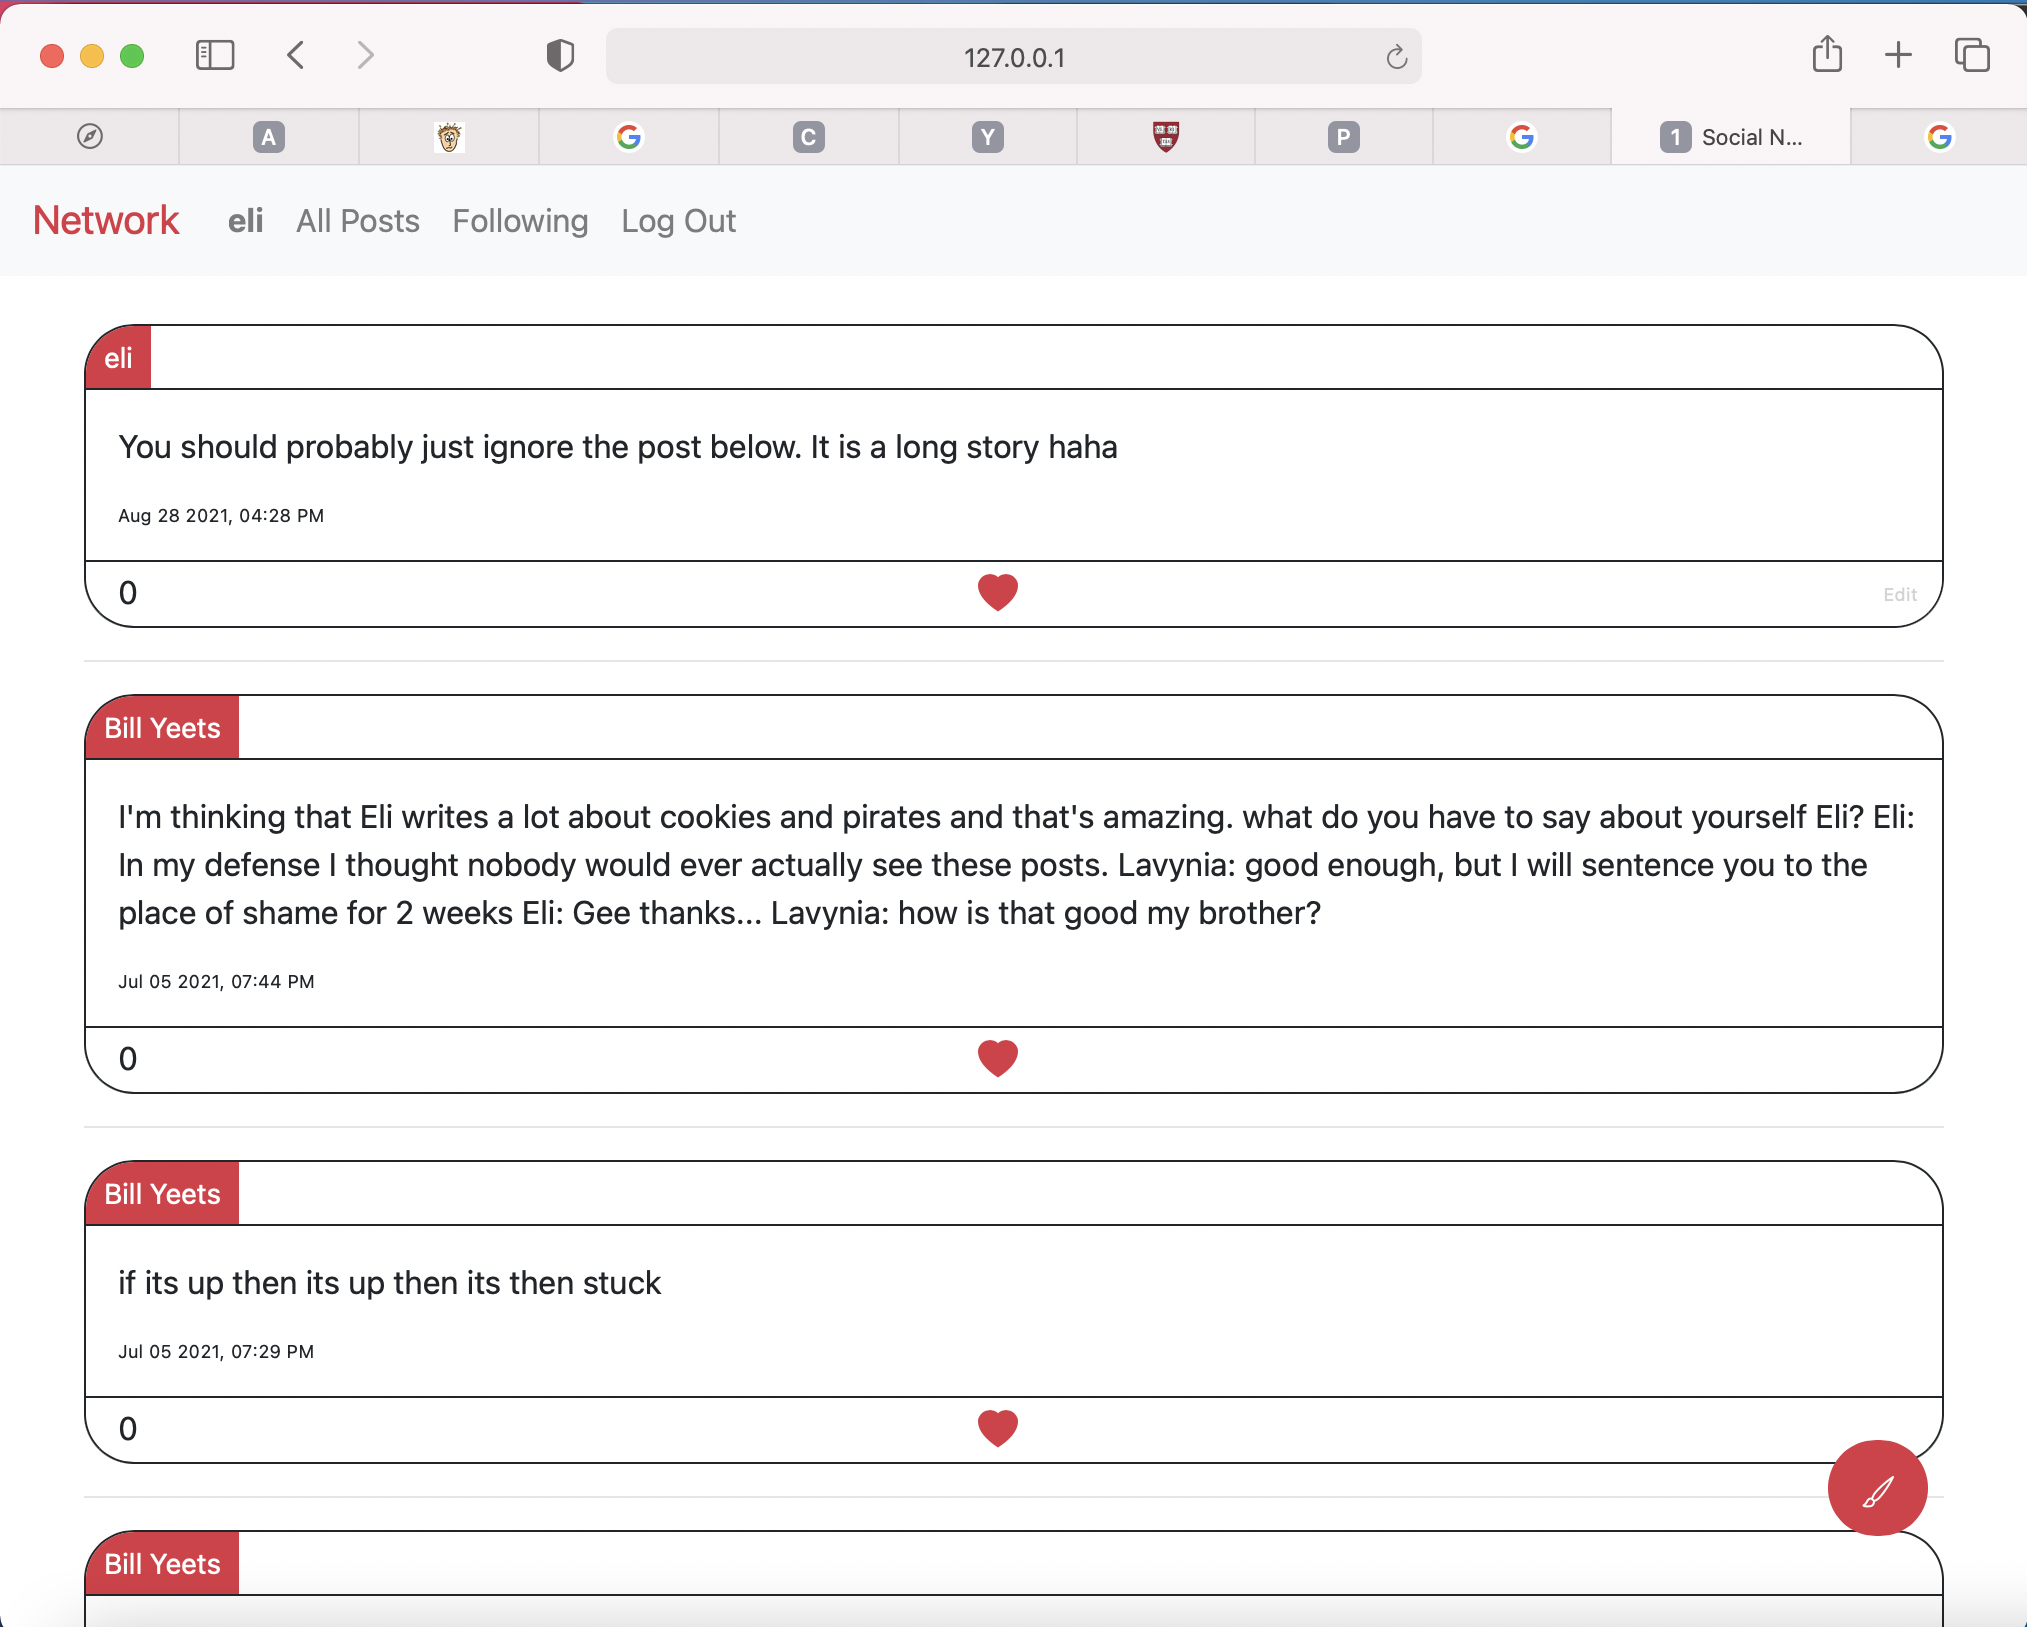 127.0.0.1
A
C
Y
P
1 Social N...
Network eli All Posts Following Log Out
eli
You should probably just ignore the post below. It is a long story haha
Aug 28 2021, 04:28 PM
0
Edit
Bill Yeets
I'm thinking that Eli writes a lot about cookies and pirates and that's amazing. what do you have to say about yourself Eli? Eli:
In my defense I thought nobody would ever actually see these posts. Lavynia: good enough, but I will sentence you to the
place of shame for 2 weeks Eli: Gee thanks... Lavynia: how is that good my brother?
Jul 05 2021, 07:44 PM
0
Bill Yeets
if its up then its up then its then stuck
Jul 05 2021, 07:29 PM
0
Bill Yeets